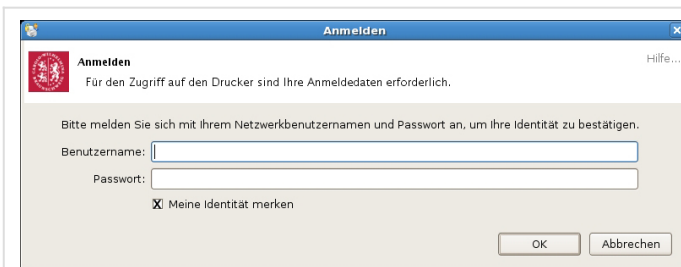 Anmelden
Anmelden
Hilfe...
Für den Zugriff auf den Drucker sind Ihre Anmeldedaten erforderlich.
Bitte melden Sie sich mit Ihrem Netzwerkbenutzernamen und Passwort an, um Ihre Identität zu bestätigen.
Benutzername:
Passwort:
Meine Identität merken
OK Abbrechen